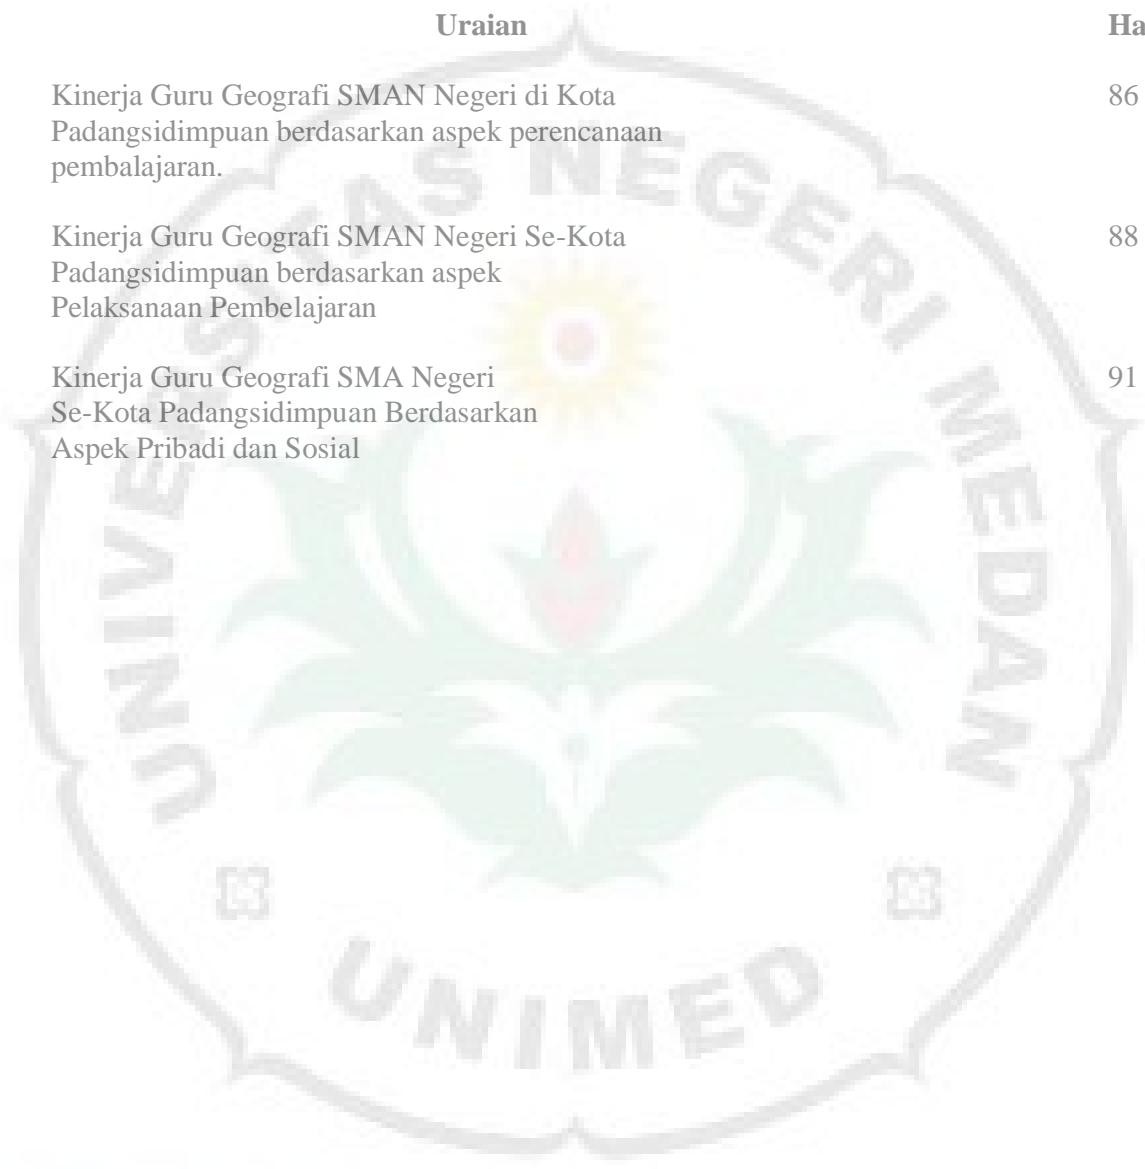 Uraian Ha
Kinerja Guru Geografi SMAN Negeri di Kota 86
Padangsidimpuan berdasarkan aspek perencanaan
pembalajaran.
Kinerja Guru Geografi SMAN Negeri Se-Kota 88
Padangsidimpuan berdasarkan aspek
Pelaksanaan Pembelajaran
Kinerja Guru Geografi SMA Negeri 91
Se-Kota Padangsidimpuan Berdasarkan
Aspek Pribadi dan Sosial
UNIVERSITAS NEGERI MEDAN
UNIMED